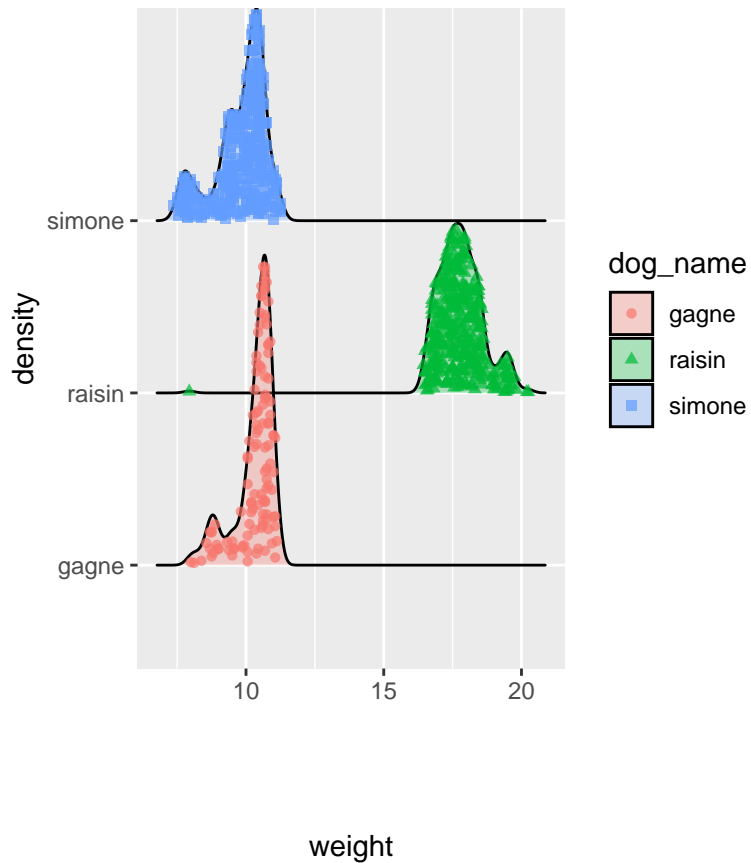 simone
raisin
gagne
density
10 15 20
weight
dog_name
gagne
raisin
simone